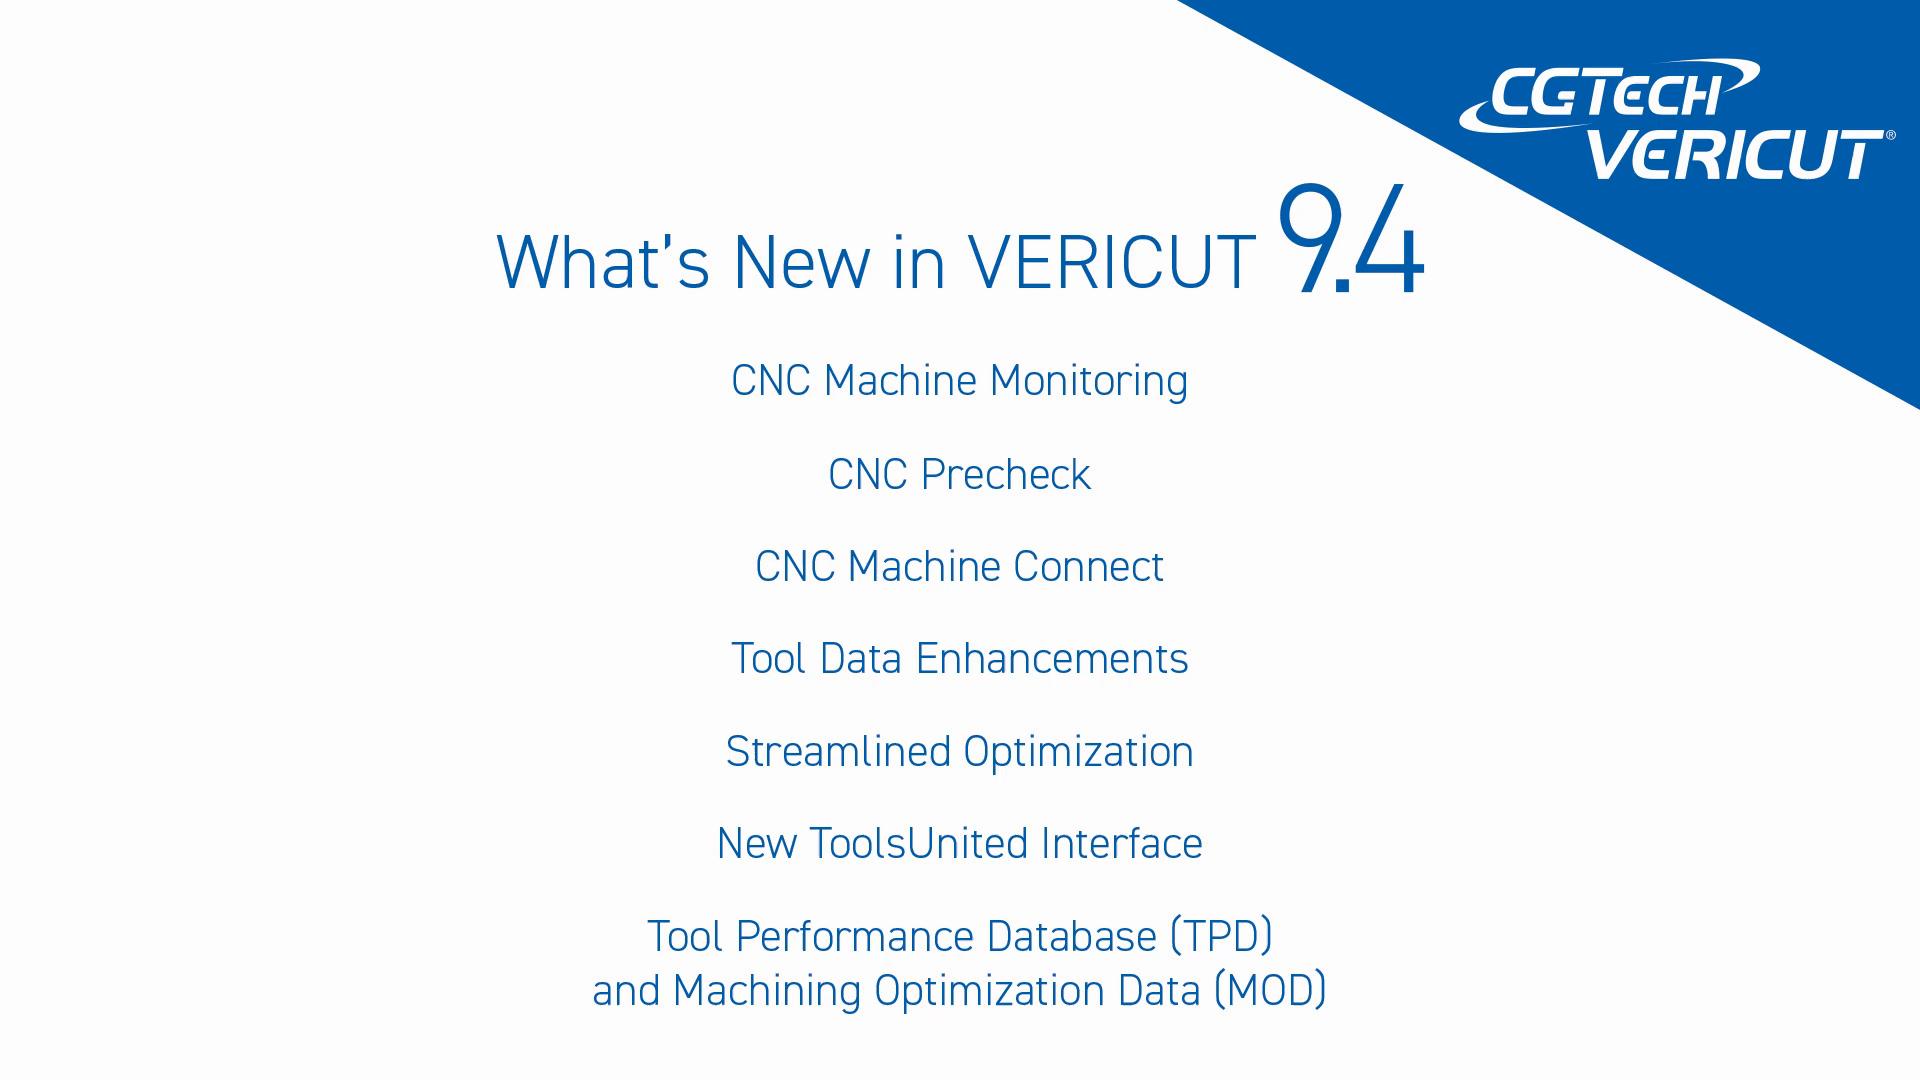 CGTECH
VERICUT®
What's New in VERICUT 9.4
CNC Machine Monitoring
CNC Precheck
CNC Machine Connect
Tool Data Enhancements
Streamlined Optimization
New ToolsUnited Interface
Tool Performance Database (TPD)
and Machining Optimization Data (MOD)